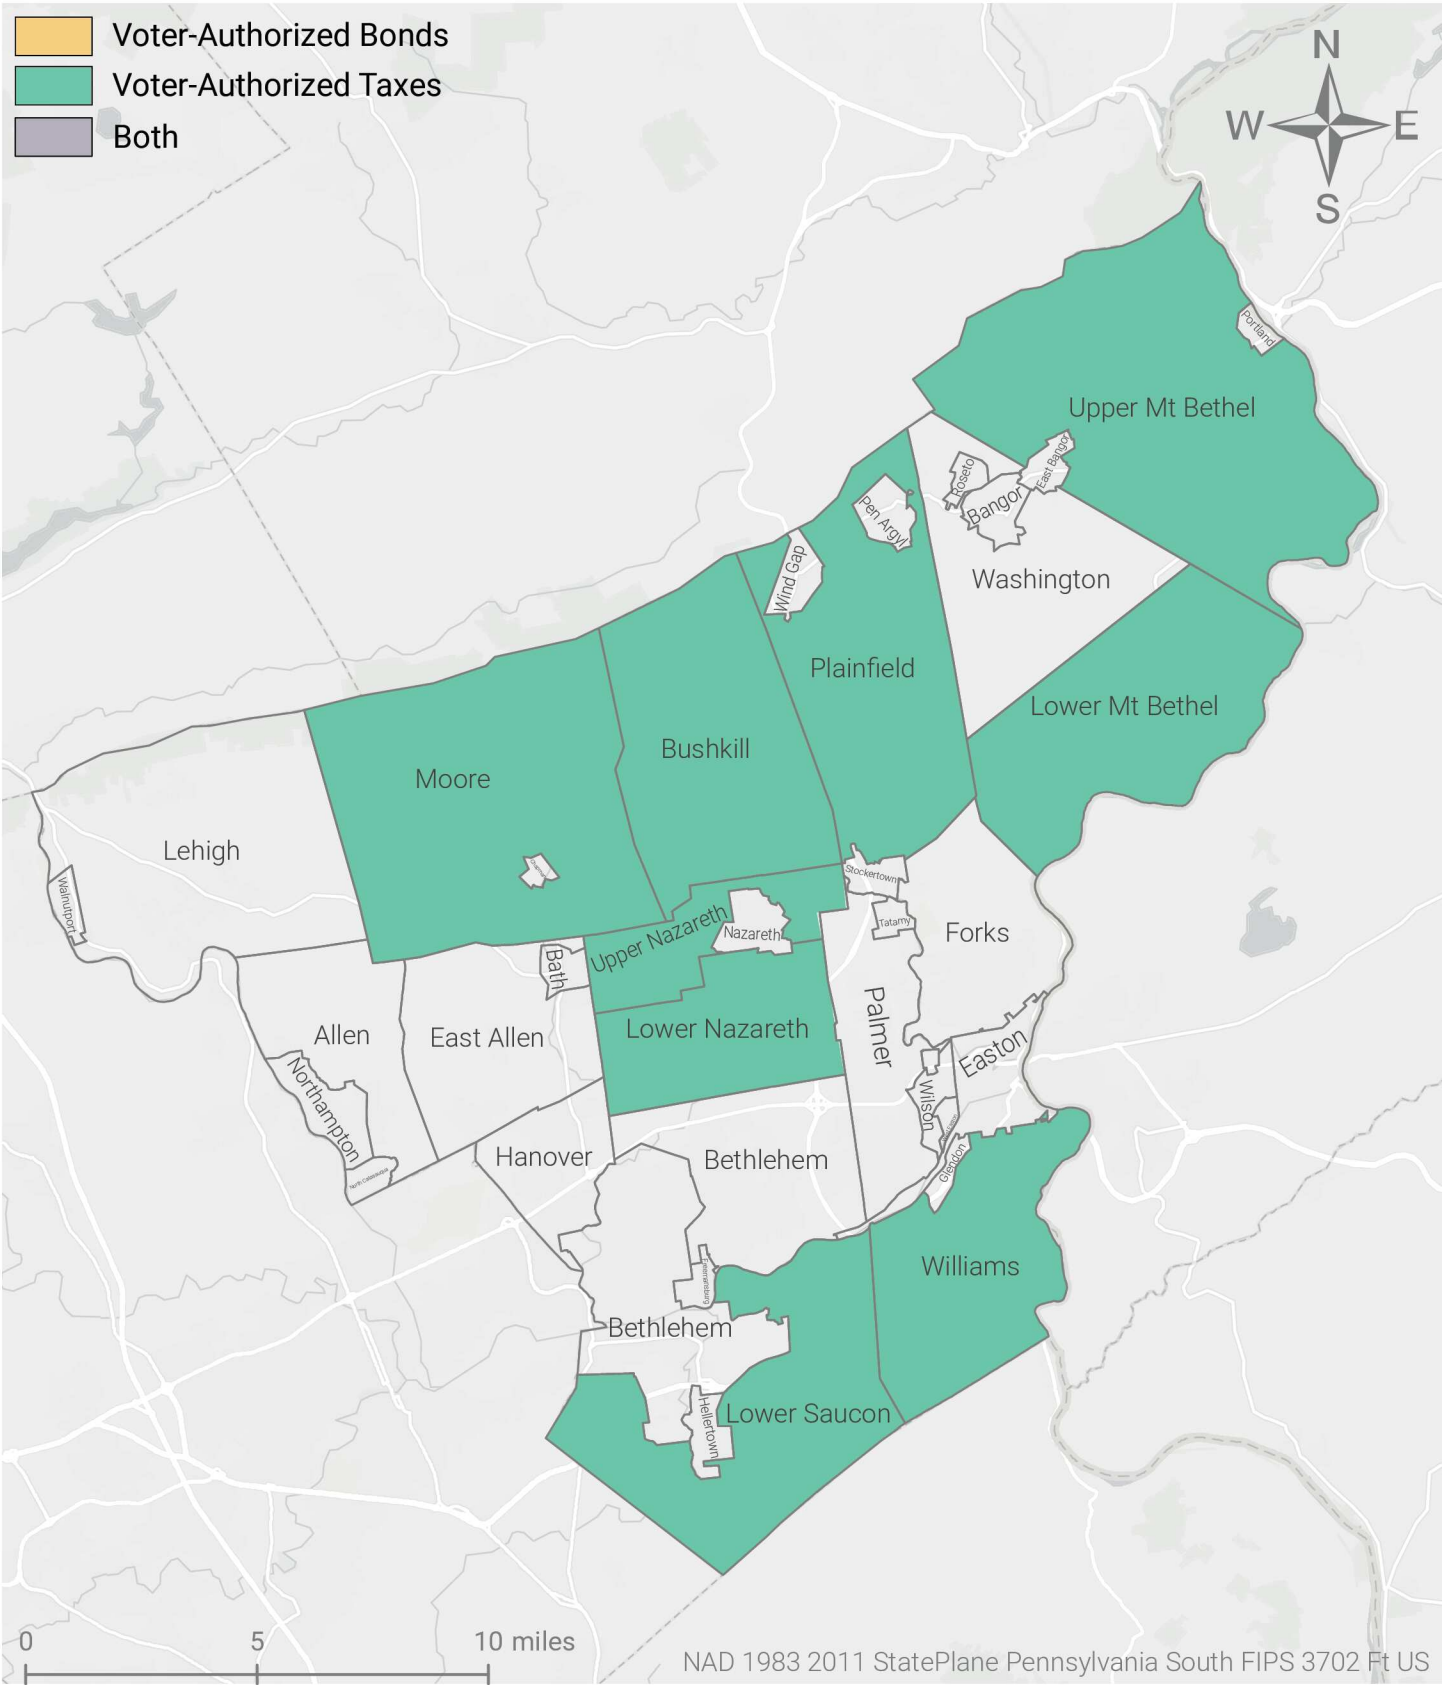 Voter-Authorized Bonds
Voter-Authorized Taxes
Both
N
W
E
S
Portland
Upper Mt Bethel
East Bangor
Roseto
Bangor
Pen Argyl
Wind Gap
Washington
Plainfield
Lower Mt Bethel
Bushkill
Moore
Lehigh
Walnutport
Stockertown
Tatamy
Upper Nazareth
Nazareth
Forks
Bath
Palmer
Lower Nazareth
Allen
East Allen
Easton
Northampton
Wilson
Glendon
North Catasauqua
Hanover
Bethlehem
Williams
Freemansburg
Bethlehem
Hellertown
Lower Saucon
0
5
10 miles
NAD 1983 2011 StatePlane Pennsylvania South FIPS 3702 Ft US